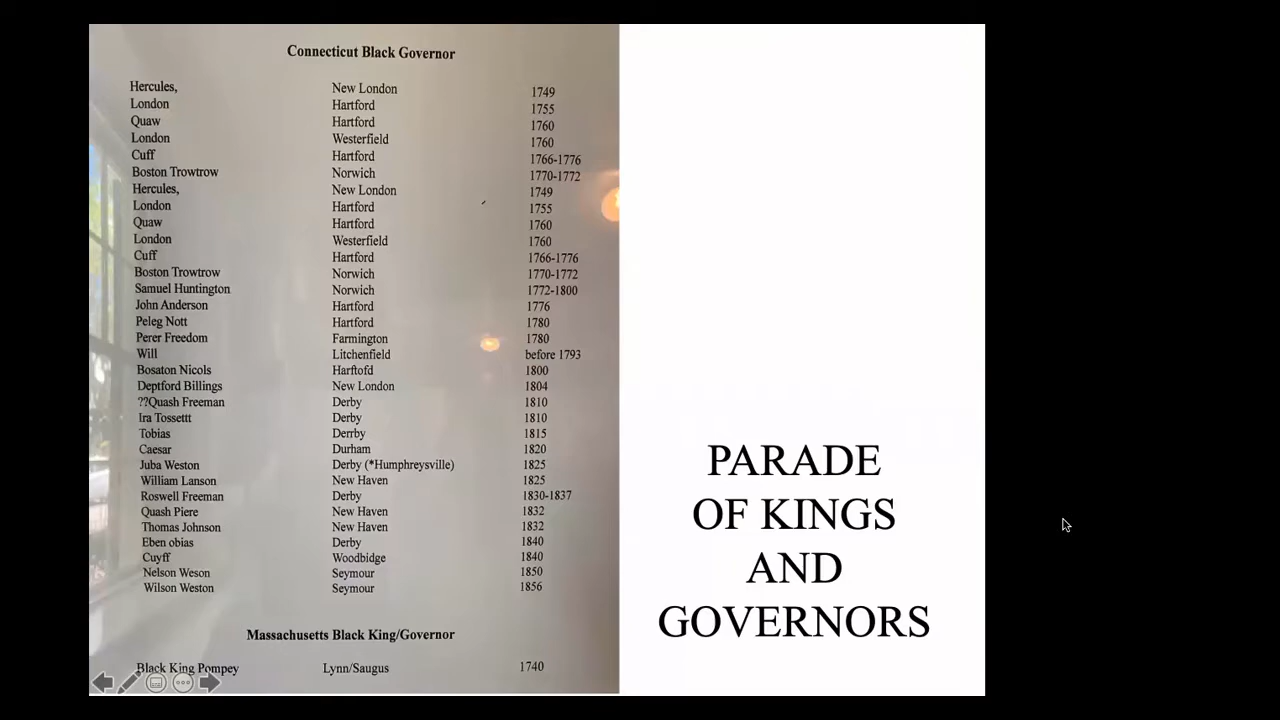 Connecticut Black Governor
Hercules, New London 1749
London Hartford 1755
Quaw Hartford 1760
London Westerfield 1760
Cuff Hartford 1766-1776
Boston Trowtrow Norwich 1770-1772
Hercules, New London 1749
London Hartford 1755
Quaw Hartford 1760
London Westerfield 1760
Cuff Hartford 1766-1776
Boston Trowtrow Norwich 1770-1772
Samuel Huntington Norwich 1772-1800
John Anderson Hartford 1776
Peleg Nott Hartford 1780
Perer Freedom Farmington 1780
Will Litchenfield before 1793
Bosaton Nicols Harftofd 1800
Deptford Billings New London 1804
??Quash Freeman Derby 1810
Ira Tossettt Derby 1810
Tobias Derrby 1815
Caesar Durham 1820
Juba Weston Derby (*Humphreysville) 1825
William Lanson New Haven 1825
Roswell Freeman Derby 1830-1837
Quash Piere New Haven 1832
Thomas Johnson New Haven 1832
Eben obias Derby 1840
Cuyff Woodbidge 1840
Nelson Weson Seymour 1850
Wilson Weston Seymour 1856
Massachusetts Black King/Governor
Black King Pompey Lynn/Saugus 1740
PARADE
OF KINGS
AND
GOVERNORS